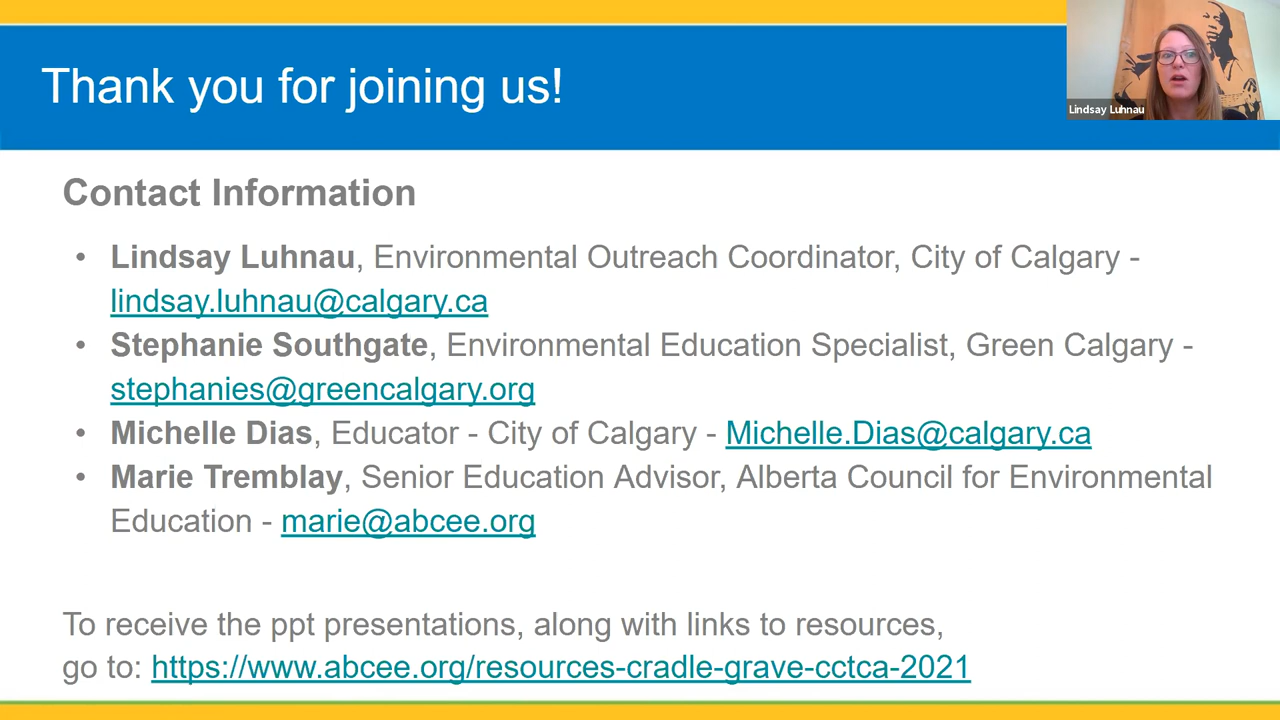 Thank you for joining us!
Lindsay Luhnau
Contact Information
• Lindsay Luhnau, Environmental Outreach Coordinator, City of Calgary -
lindsay.luhnau@calgary.ca
• Stephanie Southgate, Environmental Education Specialist, Green Calgary -
stephanies@greencalgary.org
• Michelle Dias, Educator - City of Calgary - Michelle.Dias@calgary.ca
• Marie Tremblay, Senior Education Advisor, Alberta Council for Environmental
Education - marie@abcee.org
To receive the ppt presentations, along with links to resources,
go to: https://www.abcee.org/resources-cradle-grave-cctca-2021